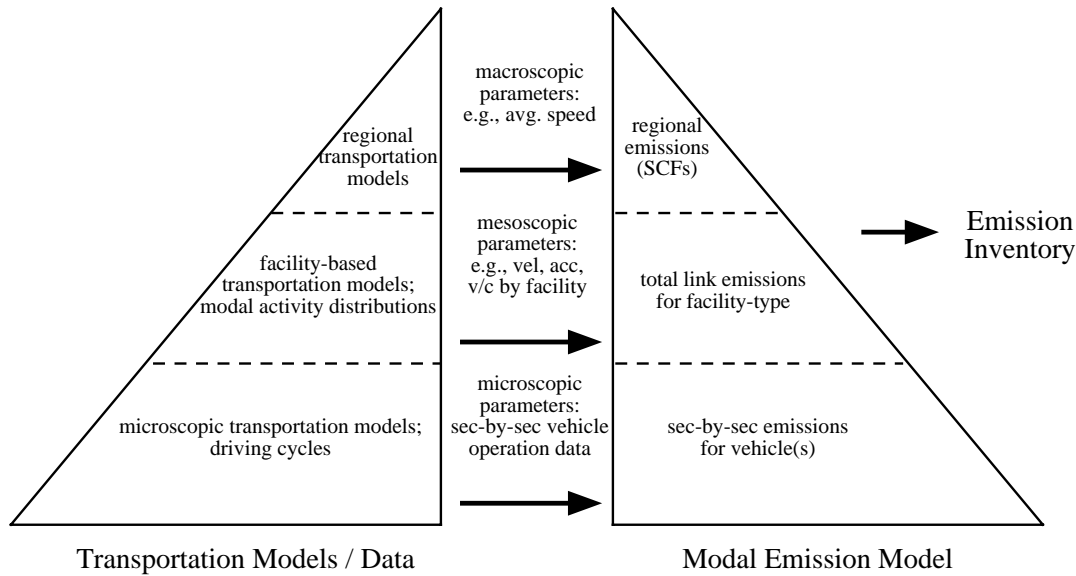 macroscopic
parameters:
e.g., avg. speed
regional
transportation
models
regional
emissions
(SCFs)
mesoscopic
parameters:
e.g., vel, acc,
v/c by facility
facility-based
transportation models;
modal activity distributions
total link emissions
for facility-type
Emission
Inventory
microscopic
parameters:
sec-by-sec vehicle
operation data
microscopic transportation models;
driving cycles
sec-by-sec emissions
for vehicle(s)
Transportation Models / Data
Modal Emission Model